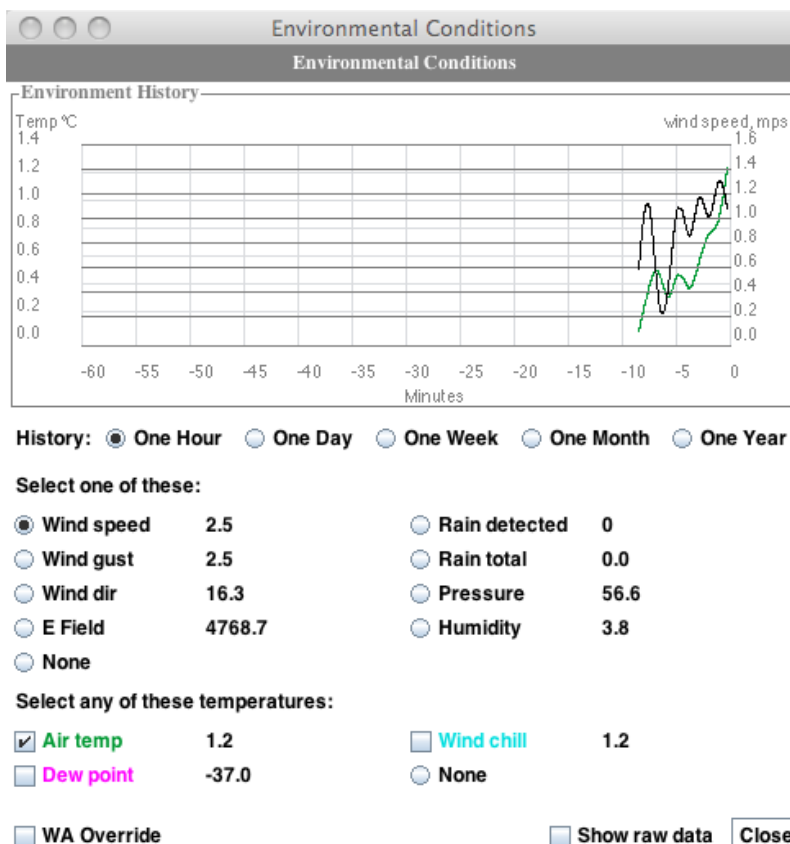 Environmental Conditions
Environmental Conditions
Environment History
Temp ºC wind speed, mps
1.4 1.6
1.2 1.4
1.0 1.2
0.8 1.0
0.6 0.8
0.4 0.6
0.2 0.4
0.0 0.2
0.0
-60 -55 -50 -45 -40 -35 -30 -25 -20 -15 -10 -5 0
Minutes
History: One Hour One Day One Week One Month One Year
Select one of these:
Wind speed 2.5 Rain detected 0
Wind gust 2.5 Rain total 0.0
Wind dir 16.3 Pressure 56.6
E Field 4768.7 Humidity 3.8
None
Select any of these temperatures:
Air temp 1.2 Wind chill 1.2
Dew point -37.0 None
WA Override Show raw data Close